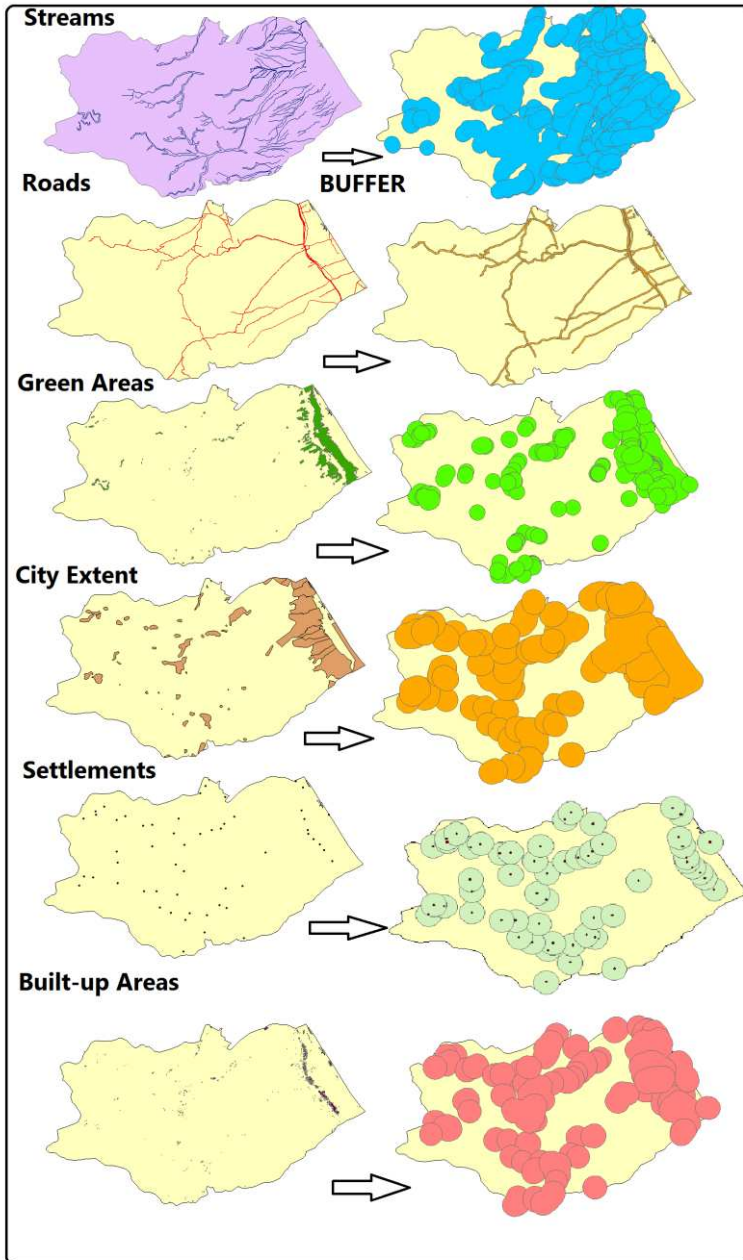 Streams
Roads
BUFFER
Green Areas
City Extent
Settlements
Built-up Areas